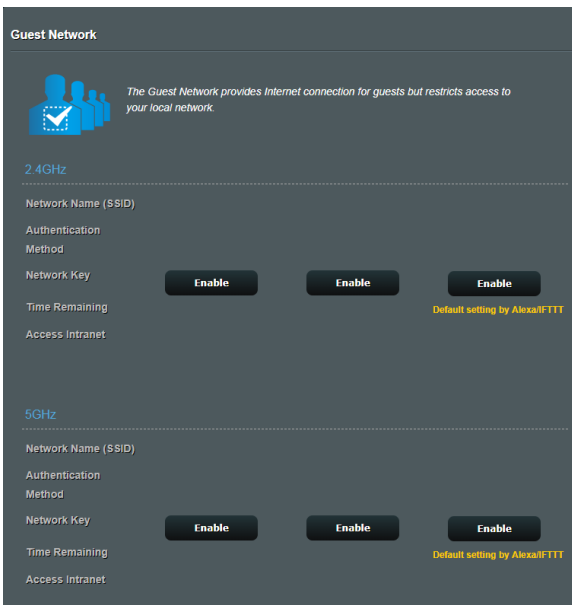 Guest Network
The Guest Network provides Internet connection for guests but restricts access to
your local network.
2.4GHz
Network Name (SSID)
Authentication
Method
Network Key
Enable Enable Enable
Time Remaining
Default setting by Alexa/IFTTT
Access Intranet
5GHz
Network Name (SSID)
Authentication
Method
Network Key
Enable Enable Enable
Time Remaining
Default setting by Alexa/IFTTT
Access Intranet